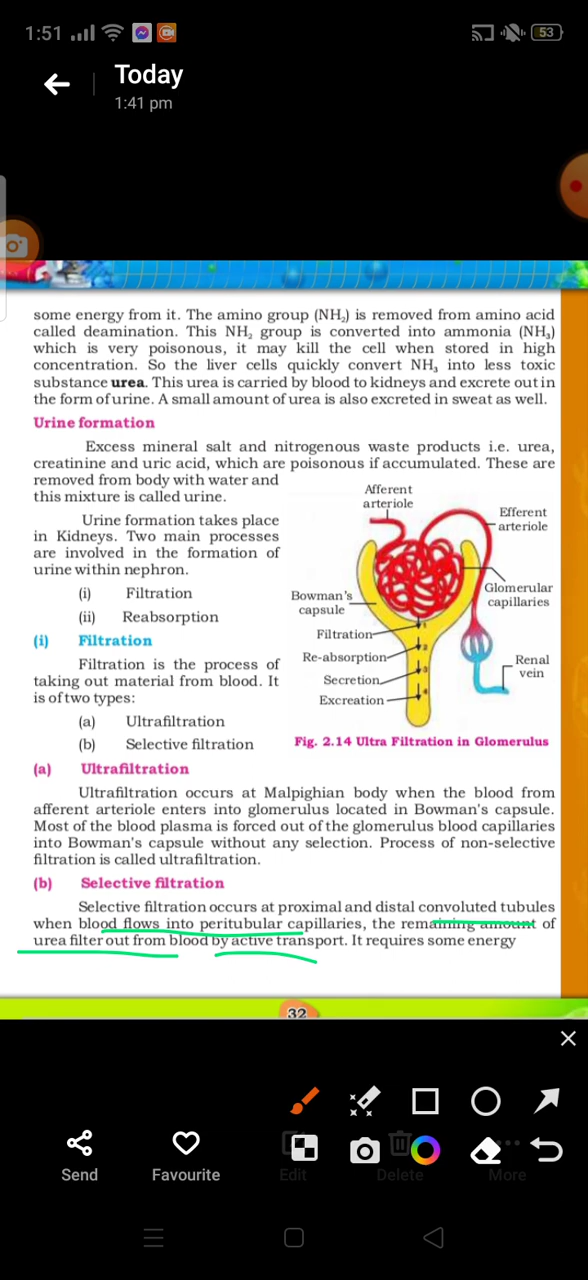 1:51
53
Today
1:41 pm
some energy from it. The amino group (NH₂) is removed from amino acid
called deamination. This NH₂ group is converted into ammonia (NH₃)
which is very poisonous, it may kill the cell when stored in high
concentration. So the liver cells quickly convert NH₃ into less toxic
substance urea. This urea is carried by blood to kidneys and excrete out in
the form of urine. A small amount of urea is also excreted in sweat as well.
Urine formation
Excess mineral salt and nitrogenous waste products i.e. urea,
creatinine and uric acid, which are poisonous if accumulated. These are
removed from body with water and
this mixture is called urine.
Urine formation takes place
in Kidneys. Two main processes
are involved in the formation of
urine within nephron.
(i) Filtration
(ii) Reabsorption
(i) Filtration
Filtration is the process of
taking out material from blood. It
is of two types:
(a) Ultrafiltration
(b) Selective filtration
Afferent
arteriole
Efferent
arteriole
Glomerular
capillaries
Bowman's
capsule
Filtration
Re-absorption
Secretion
Excreation
1
2
3
4
Renal
vein
Fig. 2.14 Ultra Filtration in Glomerulus
(a) Ultrafiltration
Ultrafiltration occurs at Malpighian body when the blood from
afferent arteriole enters into glomerulus located in Bowman's capsule.
Most of the blood plasma is forced out of the glomerulus blood capillaries
into Bowman's capsule without any selection. Process of non-selective
filtration is called ultrafiltration.
(b) Selective filtration
Selective filtration occurs at proximal and distal convoluted tubules
when blood flows into peritubular capillaries, the remaining amount of
urea filter out from blood by active transport. It requires some energy
32
Send
Favourite
Edit
Delete
More